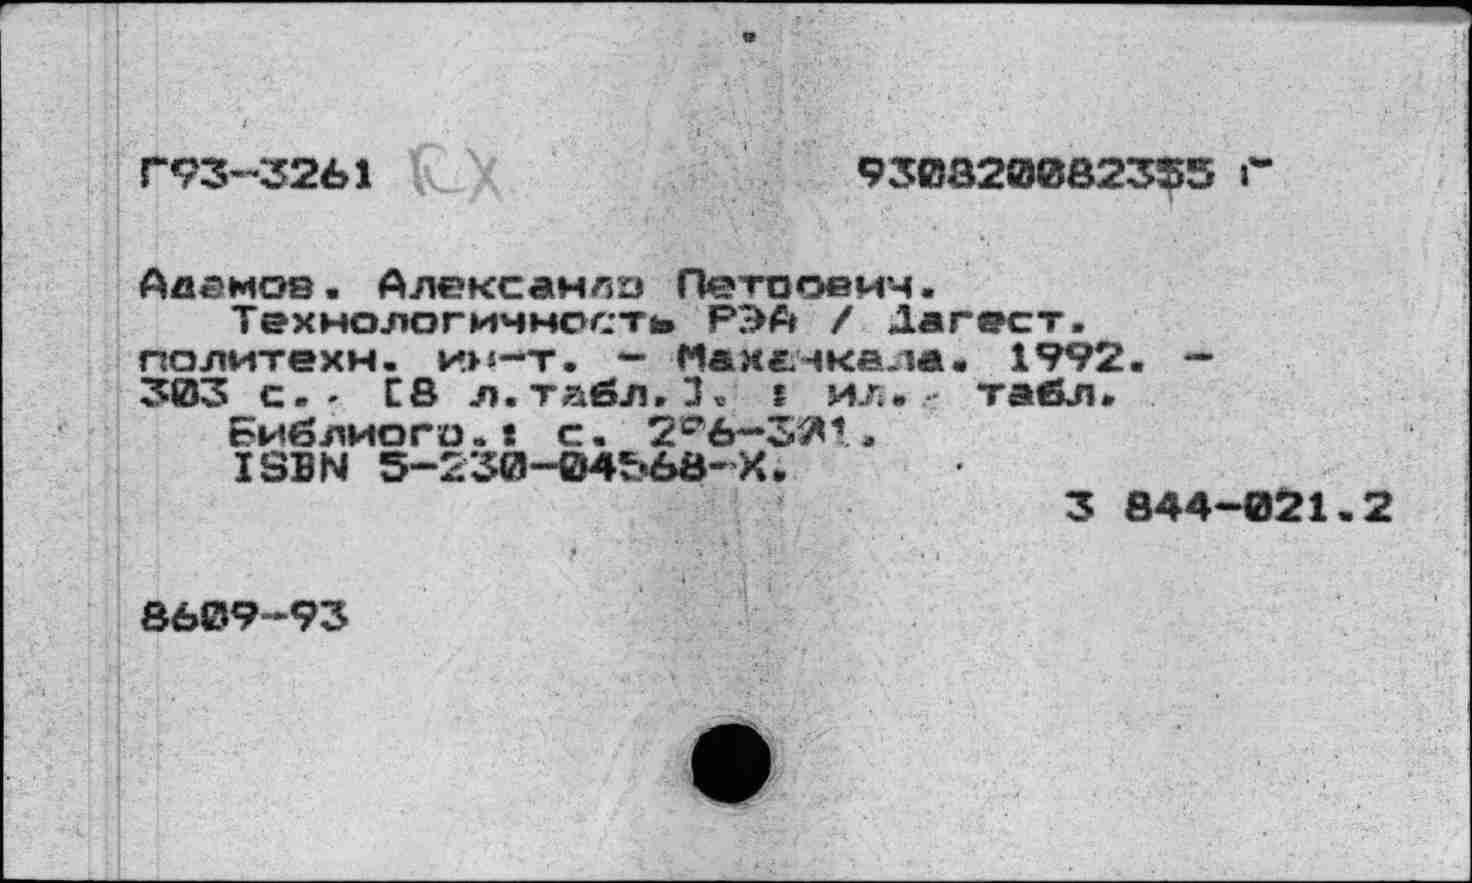 Г93-3261 КХ 930820082355 г
Адамов, Александр Петрович.
Технологичность РЭА / Дагест.
политехн. ин-т. - Махачкала, 1992. -
303 с., [8 л.табл.]. : ил., табл.
Библиогр.: с. 296-301.
ISBN 5-230-04568-X.
3 844-021.2
8609-93